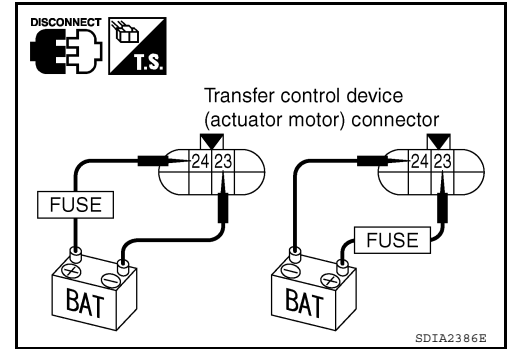 DISCONNECT
T.S.
Transfer control device
(actuator motor) connector
24 23
24 23
FUSE
FUSE
+ −
− +
BAT
BAT
SDIA2386E